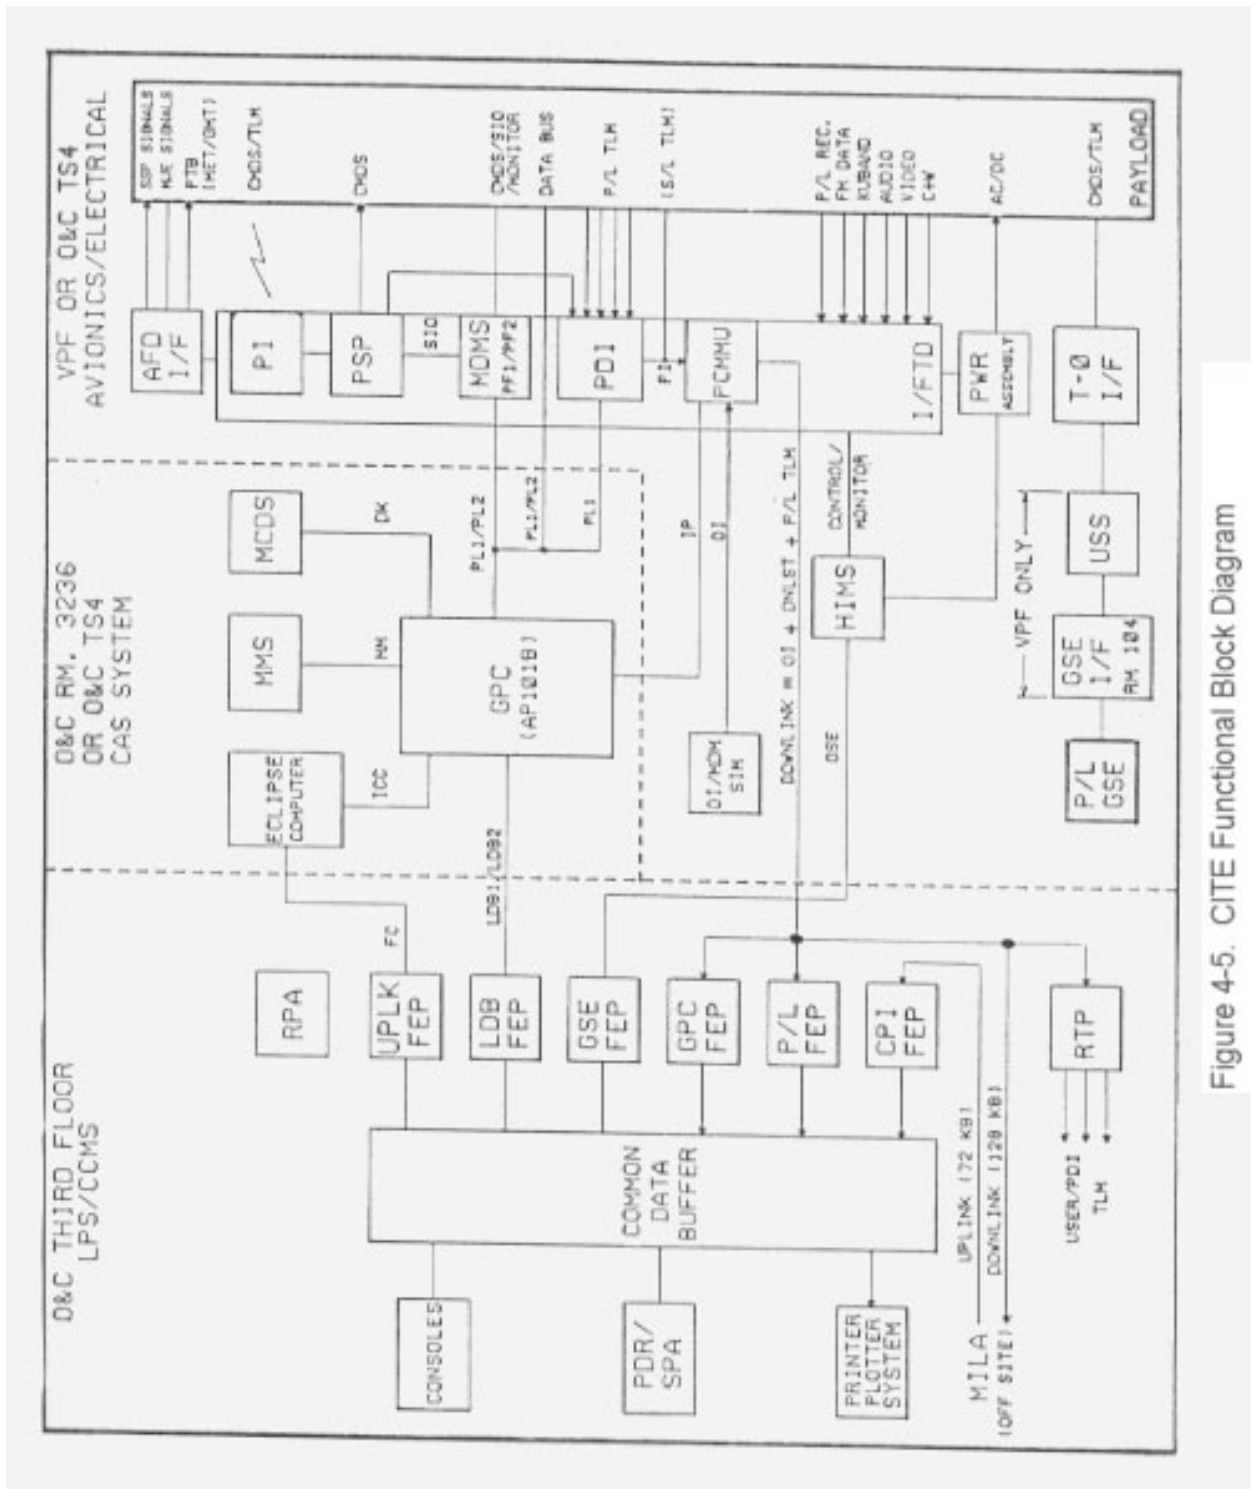 O&C THIRD FLOOR
LPS/CCMS
O&C RM. 3236
OR O&C TS4
CAS SYSTEM
VPF OR O&C TS4
AVIONICS/ELECTRICAL
RPA
UPLK
FEP
LDB
FEP
GSE
FEP
GPC
FEP
P/L
FEP
CPI
FEP
RTP
COMMON
DATA
BUFFER
CONSOLES
PDR/
SPA
PRINTER
PLOTTER
SYSTEM
MILA
(OFF SITE)
UPLINK (72 KB)
DOWNLINK (128 KB)
USER/PDI
TLM
FC
LDB1/LDB2
ECLIPSE
COMPUTER
MMS
MCDS
ICC
MM
DK
GPC
(AP101B)
PL1/PL2
PL1/PL2
PL1
IP
OI
OI/MDM
SIM
DOWNLINK = OI + DNLST + P/L TLM
GSE
HIMS
CONTROL/
MONITOR
P/L
GSE
GSE
I/F
RM 104
USS
VPF ONLY
T-0
I/F
AFD
I/F
PI
PSP
SIO
MDMS
PF1/PF2
PDI
FI
PCMMU
I/FTD
PWR
ASSEMBLY
SSP SIGNALS
MUE SIGNALS
PTB
(MET/GMT)
CMDS/TLM
CMDS
CMDS/SIO
/MONITOR
DATA BUS
P/L TLM
(S/L TLM)
P/L REC.
FM DATA
KUBAND
AUDIO
VIDEO
C+W
AC/DC
CMDS/TLM
PAYLOAD
Figure 4-5. CITE Functional Block Diagram